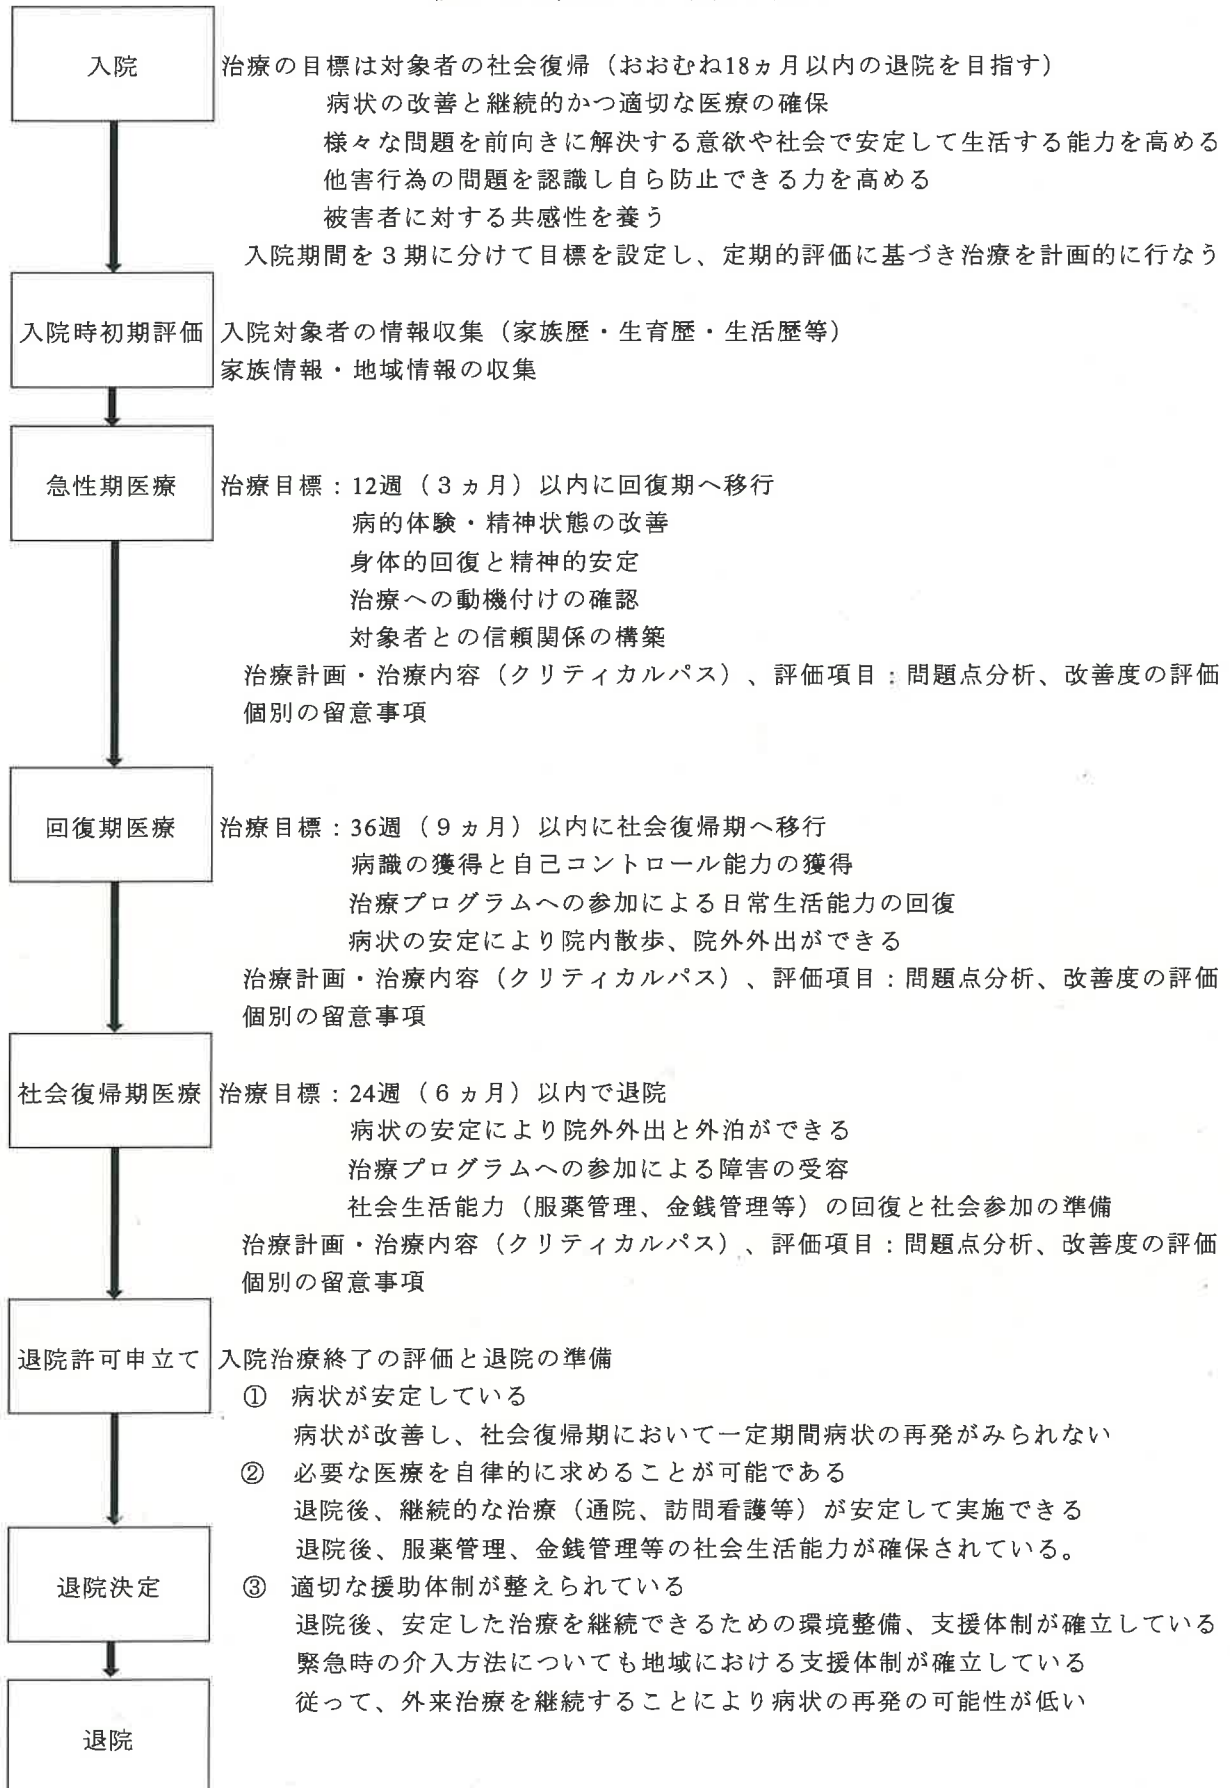 入院
治療の目標は対象者の社会復帰（おおむね18ヵ月以内の退院を目指す）
病状の改善と継続的かつ適切な医療の確保
様々な問題を前向きに解決する意欲や社会で安定して生活する能力を高める
他害行為の問題を認識し自ら防止できる力を高める
被害者に対する共感性を養う
入院期間を３期に分けて目標を設定し、定期的評価に基づき治療を計画的に行なう
入院時初期評価
入院対象者の情報収集（家族歴・生育歴・生活歴等）
家族情報・地域情報の収集
急性期医療
治療目標：12週（３ヵ月）以内に回復期へ移行
病的体験・精神状態の改善
身体的回復と精神的安定
治療への動機付けの確認
対象者との信頼関係の構築
治療計画・治療内容（クリティカルパス）、評価項目：問題点分析、改善度の評価
個別の留意事項
回復期医療
治療目標：36週（９ヵ月）以内に社会復帰期へ移行
病識の獲得と自己コントロール能力の獲得
治療プログラムへの参加による日常生活能力の回復
病状の安定により院内散歩、院外外出ができる
治療計画・治療内容（クリティカルパス）、評価項目：問題点分析、改善度の評価
個別の留意事項
社会復帰期医療
治療目標：24週（６ヵ月）以内で退院
病状の安定により院外外出と外泊ができる
治療プログラムへの参加による障害の受容
社会生活能力（服薬管理、金銭管理等）の回復と社会参加の準備
治療計画・治療内容（クリティカルパス）、評価項目：問題点分析、改善度の評価
個別の留意事項
退院許可申立て
入院治療終了の評価と退院の準備
① 病状が安定している
病状が改善し、社会復帰期において一定期間病状の再発がみられない
② 必要な医療を自律的に求めることが可能である
退院後、継続的な治療（通院、訪問看護等）が安定して実施できる
退院後、服薬管理、金銭管理等の社会生活能力が確保されている。
退院決定
③ 適切な援助体制が整えられている
退院後、安定した治療を継続できるための環境整備、支援体制が確立している
緊急時の介入方法についても地域における支援体制が確立している
従って、外来治療を継続することにより病状の再発の可能性が低い
退院